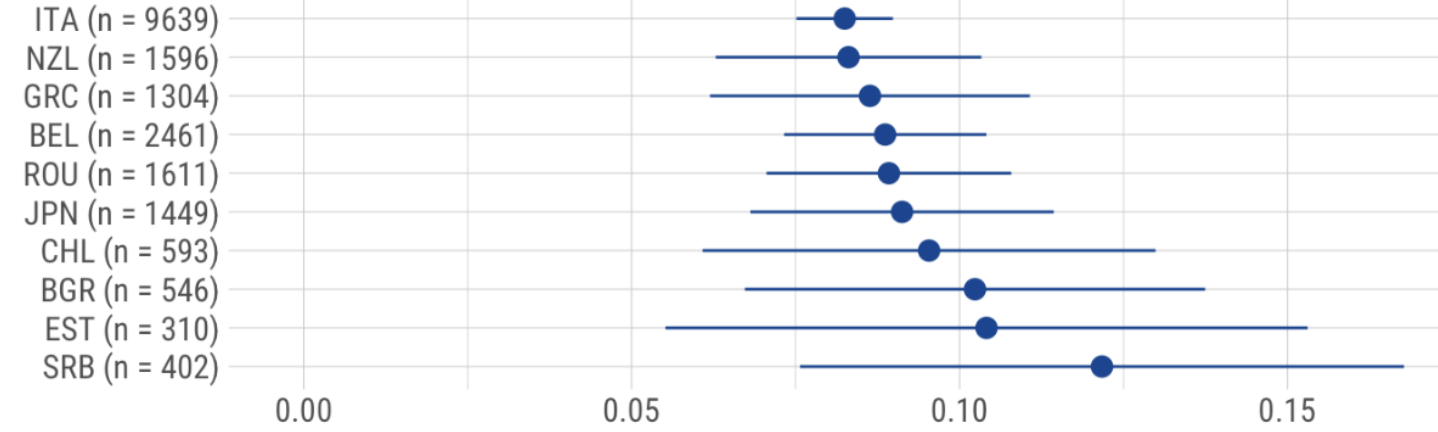 ITA (n = 9639)
NZL (n = 1596)
GRC (n = 1304)
BEL (n = 2461)
ROU (n = 1611)
JPN (n = 1449)
CHL (n = 593)
BGR (n = 546)
EST (n = 310)
SRB (n = 402)
0.00 0.05 0.10 0.15